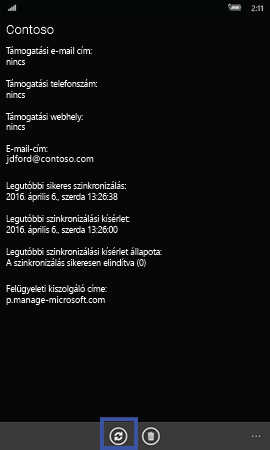 2:11
Contoso
Támogatási e-mail cím:
nincs
Támogatási telefonszám:
nincs
Támogatási webhely:
nincs
E-mail-cím:
jdford@contoso.com
Legutóbbi sikeres szinkronizálás:
2016. április 6., szerda 13:26:38
Legutóbbi szinkronizálási kísérlet:
2016. április 6., szerda 13:26:00
Legutóbbi szinkronizálási kísérlet állapota:
A szinkronizálás sikeresen elindítva (0)
Felügyeleti kiszolgáló címe:
p.manage-microsoft.com